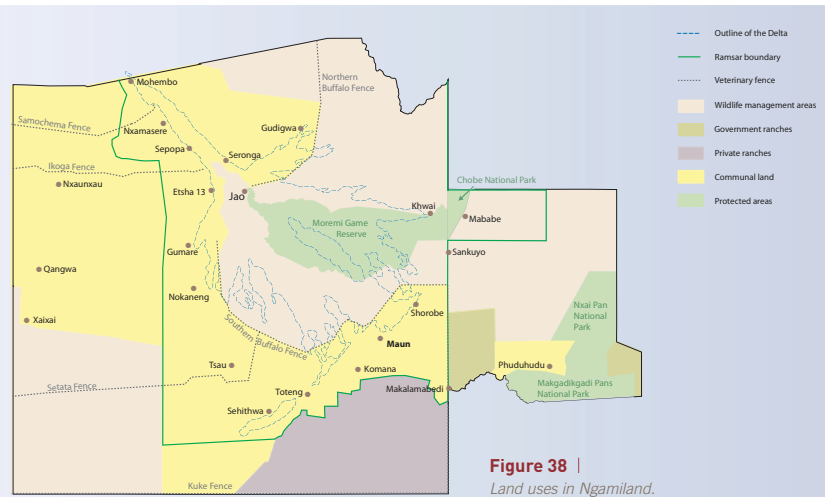 Outline of the Delta
Ramsar boundary
Veterinary fence
Wildlife management areas
Government ranches
Private ranches
Communal land
Protected areas
Mohembo
Northern
Buffalo Fence
Samochema Fence
Nxamasere
Gudigwa
Sepopa
Seronga
Ikoga Fence
Nxaunxau
Etsha 13
Jao
Chobe National Park
Khwai
Mababe
Moremi Game
Reserve
Gumare
Sankuyo
Qangwa
Nokaneng
Shorobe
Nxai Pan
National
Park
Xaixai
Southern Buffalo Fence
Maun
Tsau
Komana
Phuduhudu
Setata Fence
Toteng
Makalamabedi
Makgadikgadi Pans
National Park
Sehithwa
Kuke Fence
Figure 38 |
Land uses in Ngamiland.